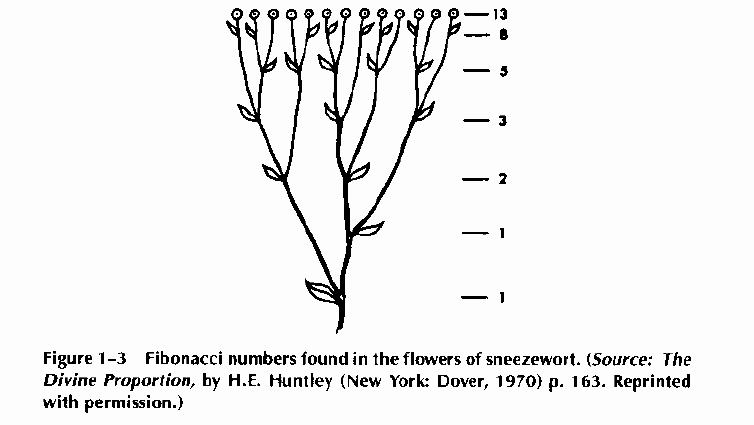 13
8
5
3
2
1
1
Figure 1–3 Fibonacci numbers found in the flowers of sneezewort. (Source: The
Divine Proportion, by H.E. Huntley (New York: Dover, 1970) p. 163. Reprinted
with permission.)